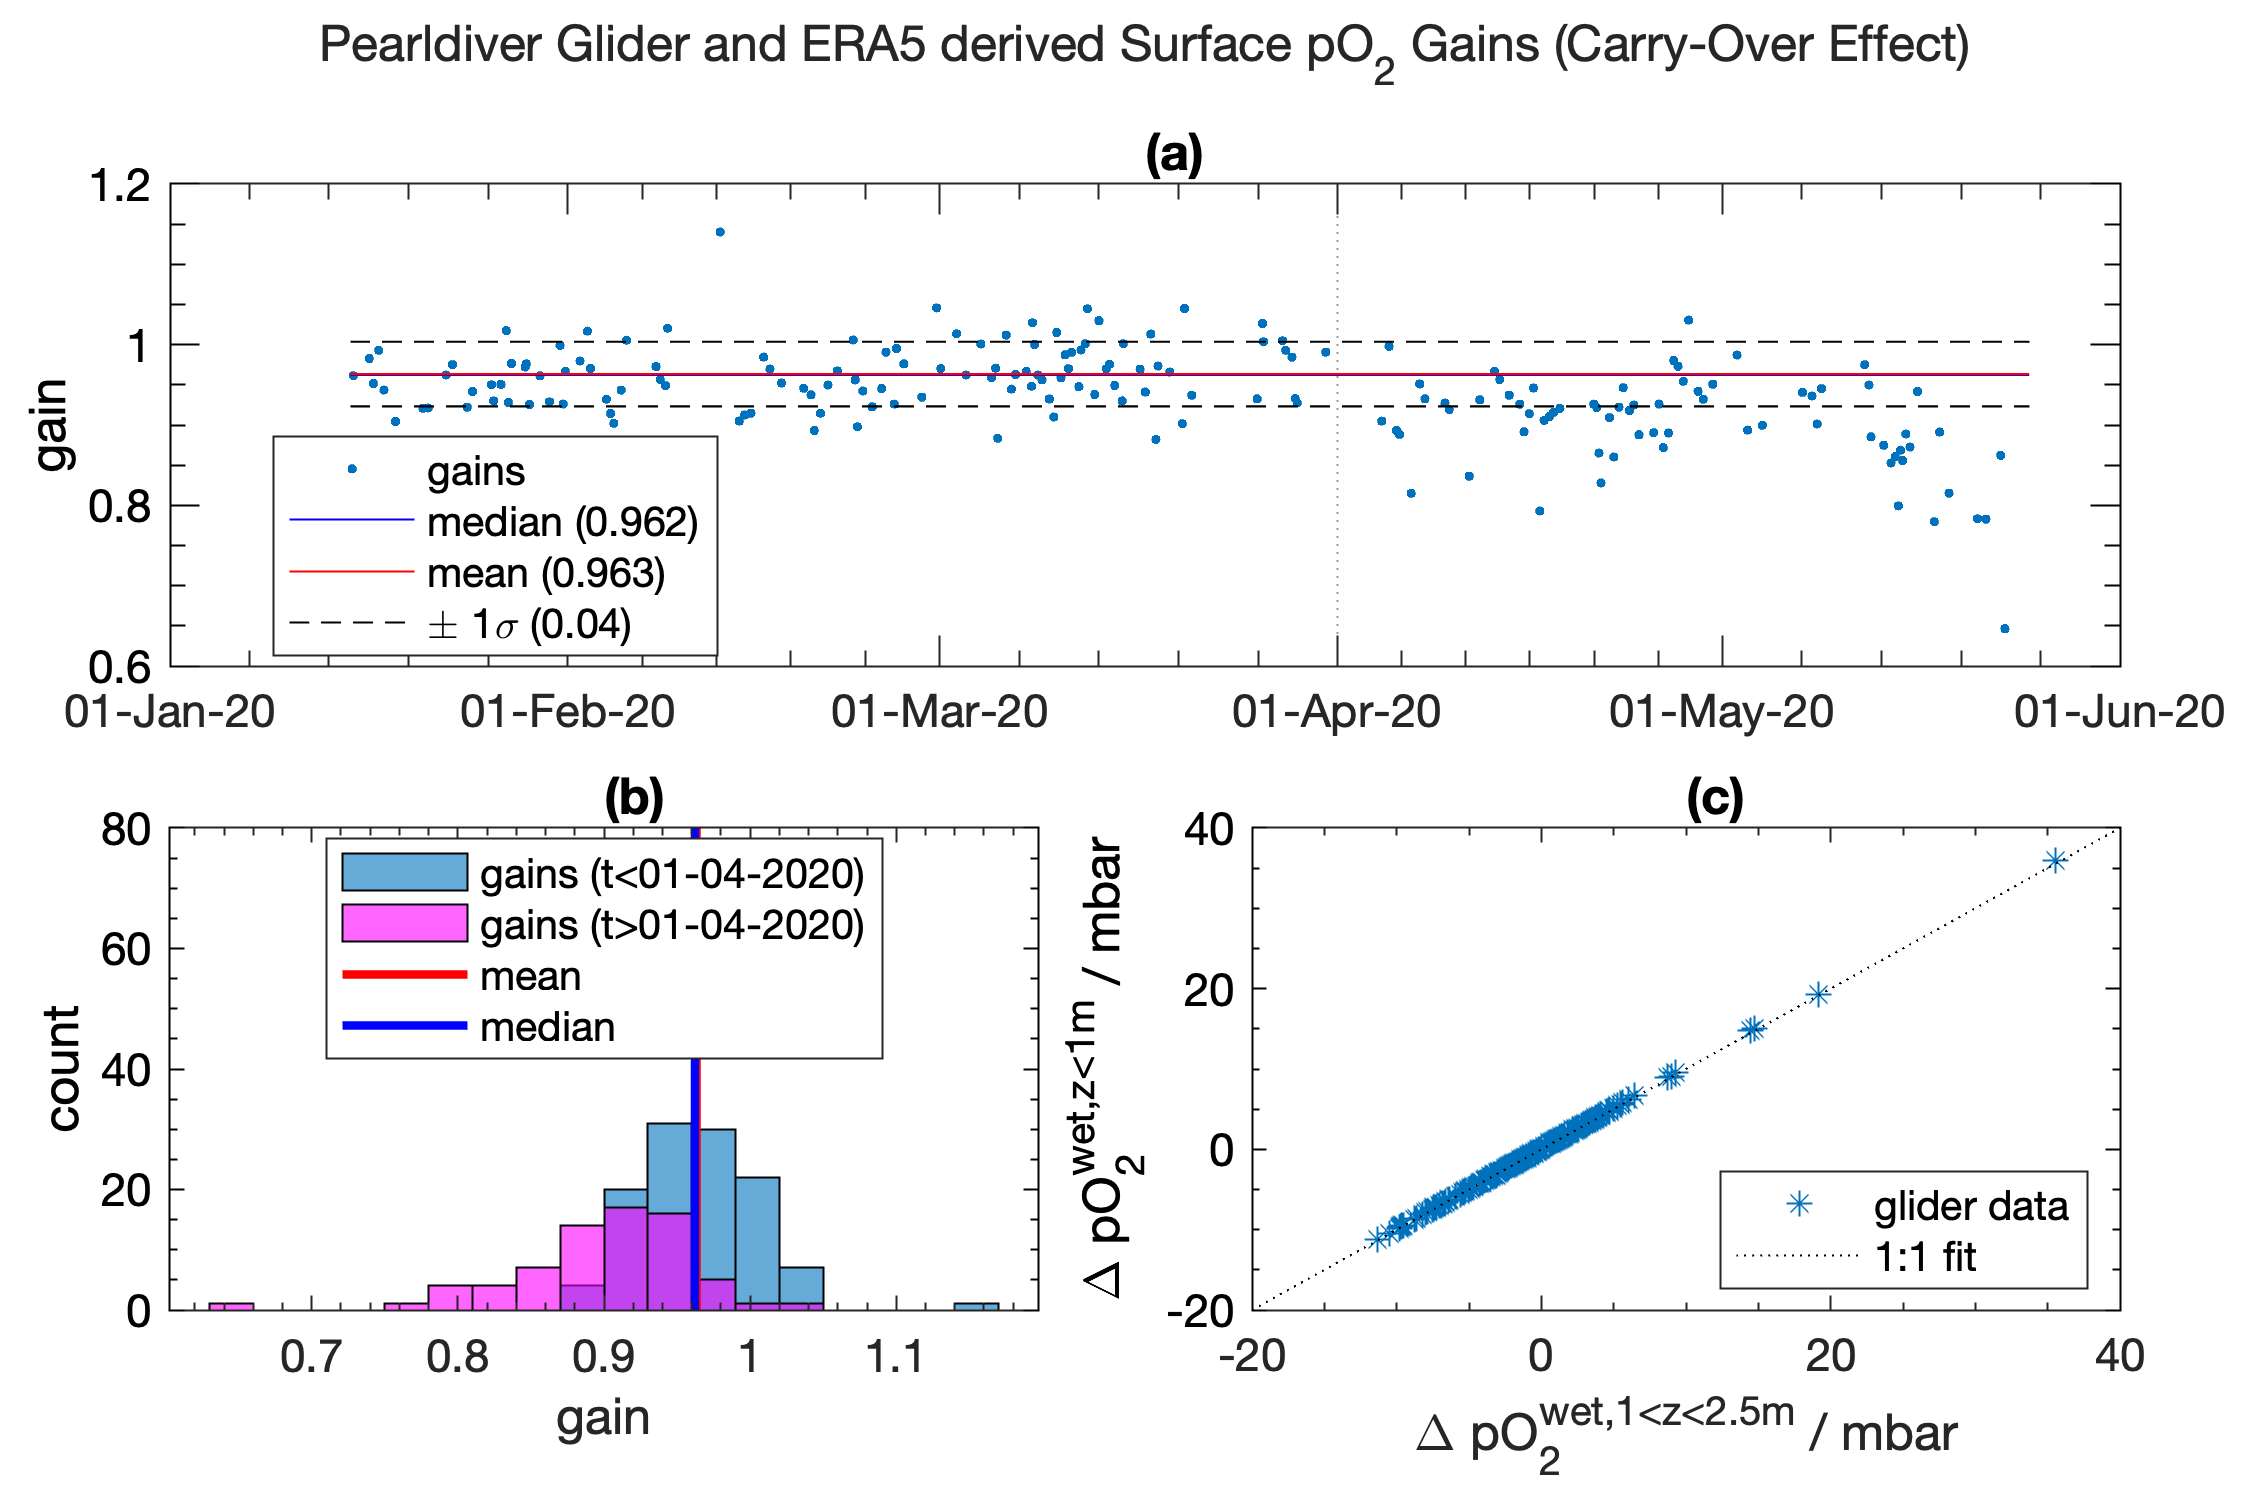 Pearldiver Glider and ERA5 derived Surface pO2 Gains (Carry-Over Effect)
(a)
1.2
1
0.8
0.6
gain
gains
median (0.962)
mean (0.963)
± 1σ (0.04)
01-Jan-20 01-Feb-20 01-Mar-20 01-Apr-20 01-May-20 01-Jun-20
(b)
80
60
40
20
0
count
gains (t<01-04-2020)
gains (t>01-04-2020)
mean
median
0.7 0.8 0.9 1 1.1
gain
(c)
40
20
0
-20
Δ pO2^wet,z<1m / mbar
glider data
1:1 fit
-20 0 20 40
Δ pO2^wet,1<z<2.5m / mbar